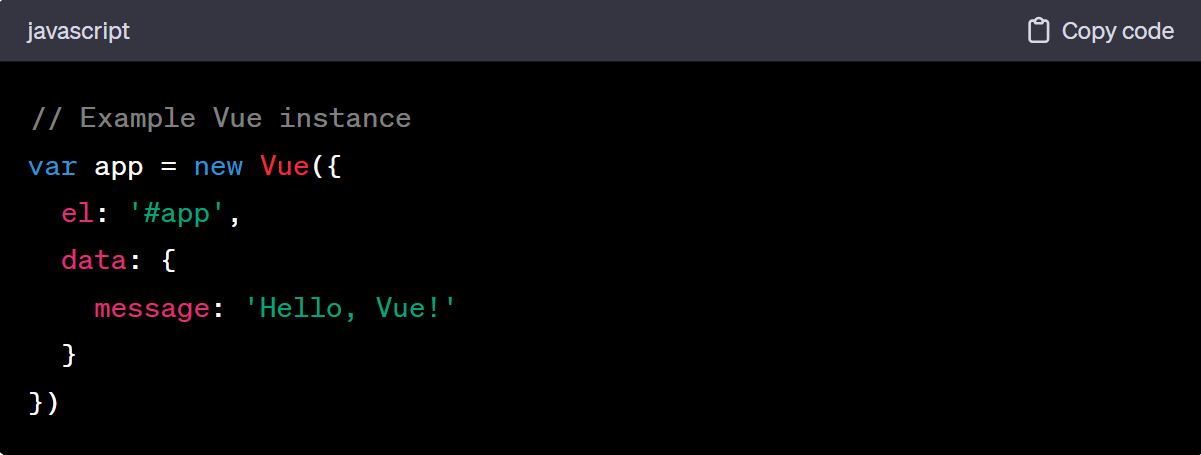 javascript
Copy code
// Example Vue instance
var app = new Vue({
  el: '#app',
  data: {
    message: 'Hello, Vue!'
  }
})